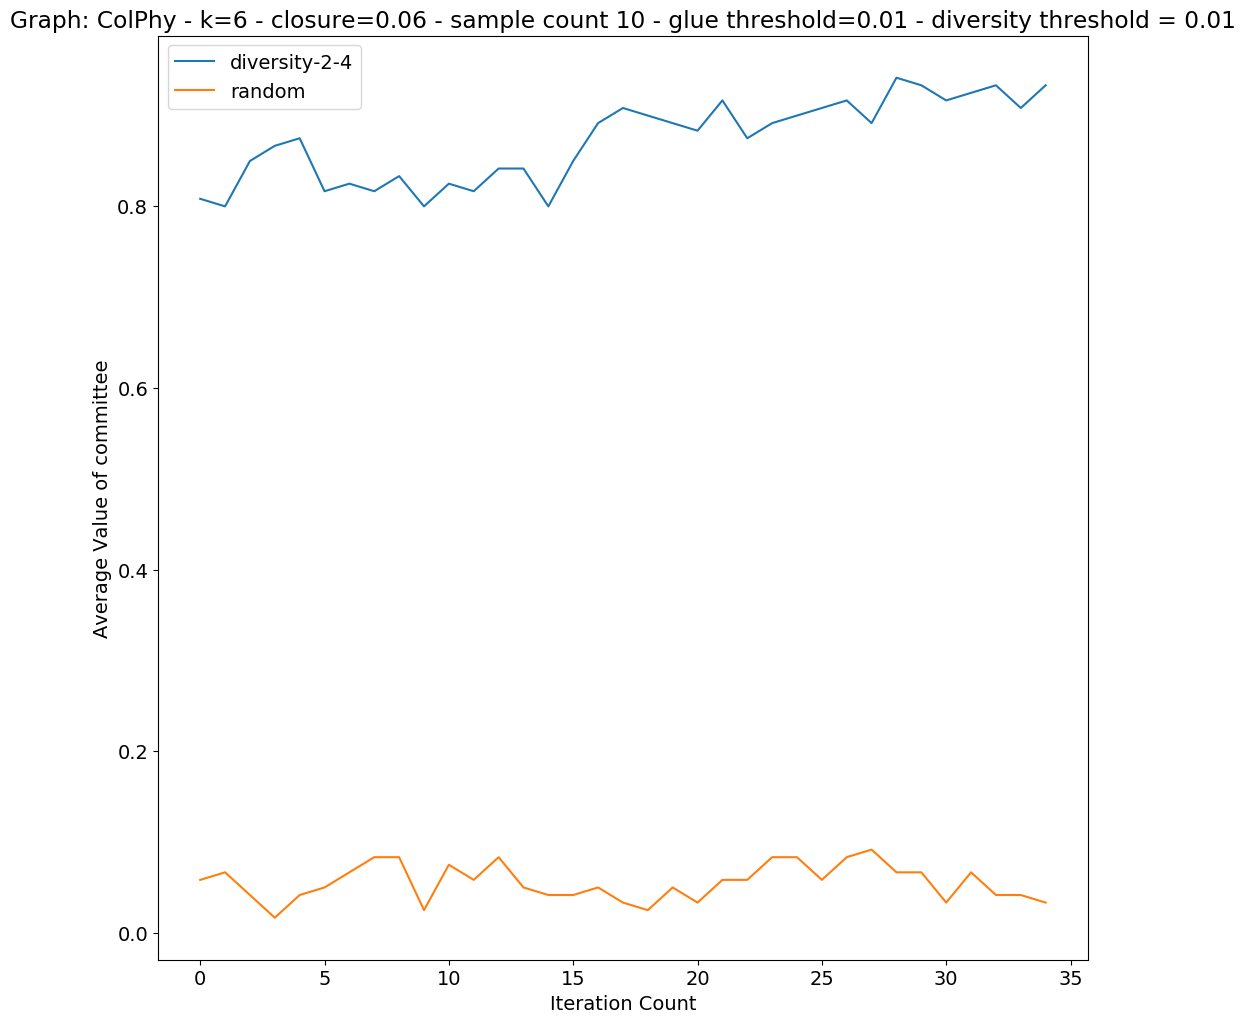 Graph: ColPhy - k=6 - closure=0.06 - sample count 10 - glue threshold=0.01 - diversity threshold = 0.01
diversity-2-4
random
0.8
0.6
0.4
0.2
0.0
Average Value of committee
0 5 10 15 20 25 30 35
Iteration Count